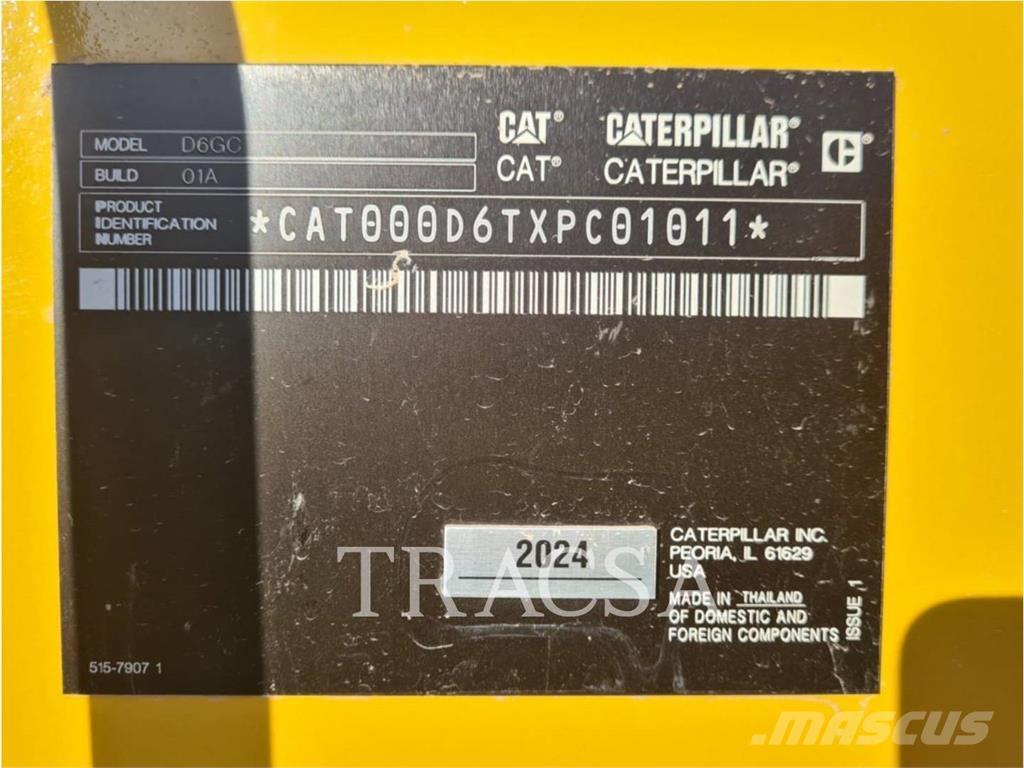 CAT® CATERPILLAR®
CAT® CATERPILLAR®
MODEL D6GC
BUILD 01A
PRODUCT
IDENTIFICATION
NUMBER
*CAT000D6TXPC01011*
2024
CATERPILLAR INC.
PEORIA, IL 61629
USA
MADE IN THAILAND
OF DOMESTIC AND
FOREIGN COMPONENTS
ISSUE 1
515-7907 1
TRACSA
MASCUS